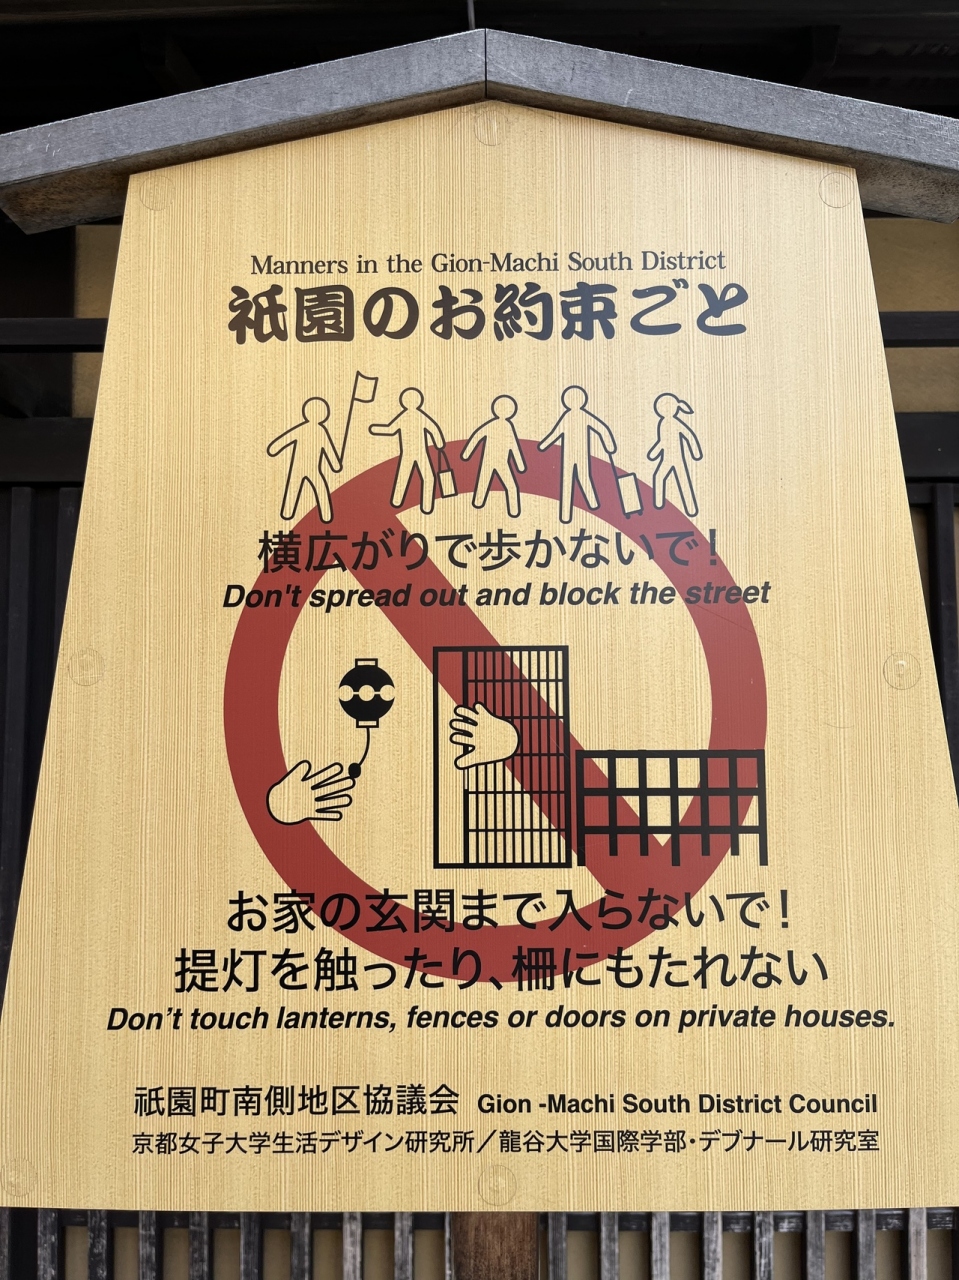 Manners in the Gion-Machi South District
祇園のお約束ごと
横広がりで歩かないで！
Don't spread out and block the street
お家の玄関まで入らないで！
提灯を触ったり、柵にもたれない
Don’t touch lanterns, fences or doors on private houses.
祇園町南側地区協議会 Gion -Machi South District Council
京都女子大学生活デザイン研究所／龍谷大学国際学部・デブナール研究室